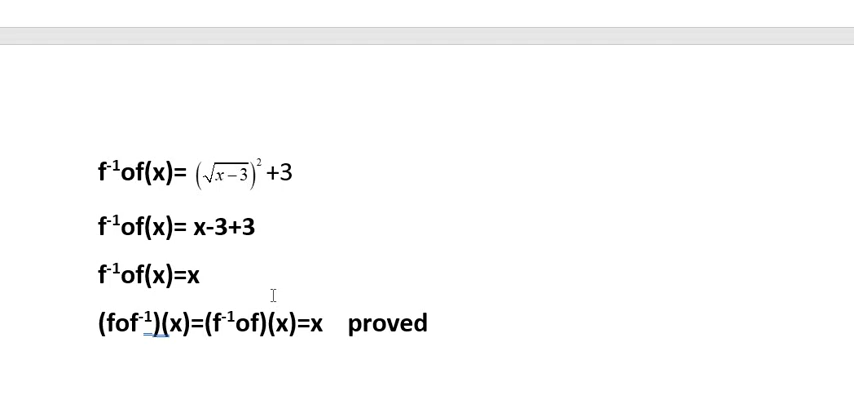 f⁻¹of(x)= (√x−3)² +3
f⁻¹of(x)= x-3+3
f⁻¹of(x)=x
(fof⁻¹)(x)=(f⁻¹of)(x)=x proved